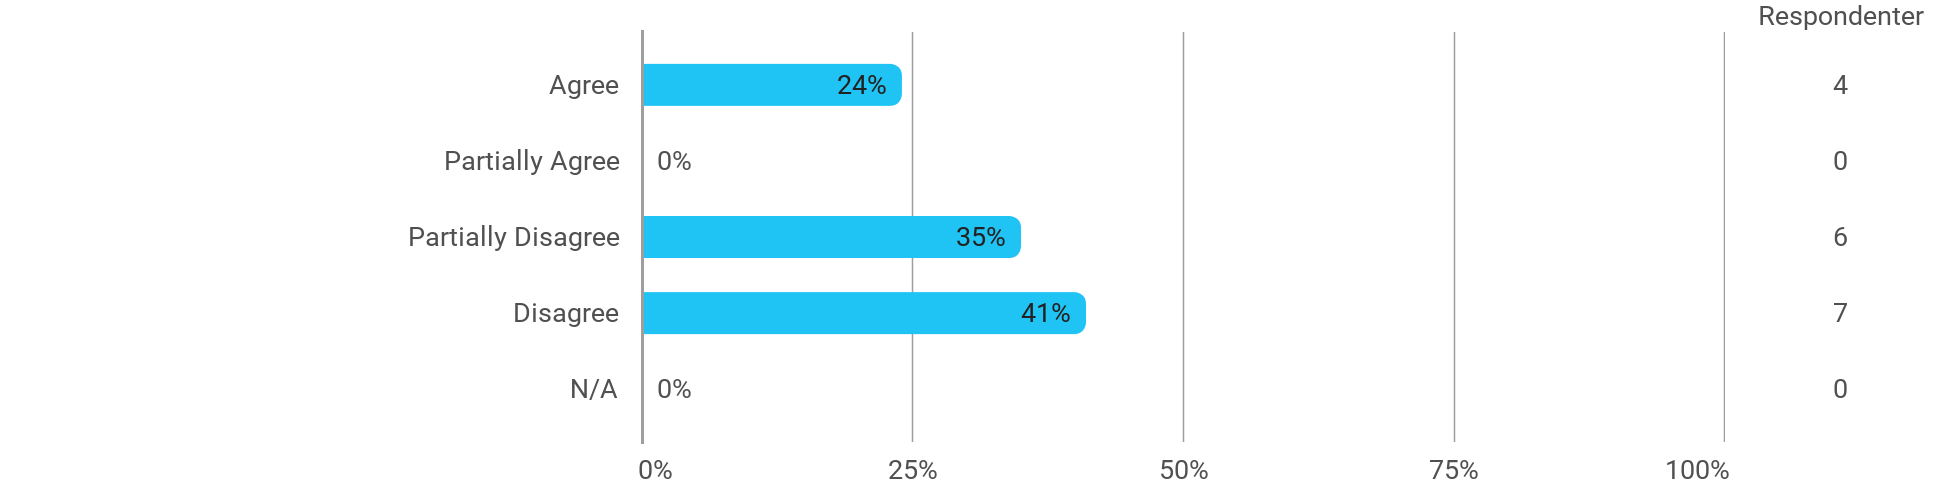 Respondenter
Agree 24% 4
Partially Agree 0% 0
Partially Disagree 35% 6
Disagree 41% 7
N/A 0% 0
0% 25% 50% 75% 100%